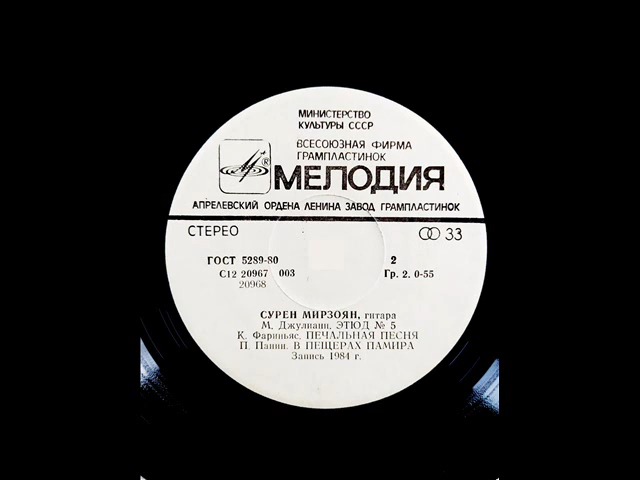 МИНИСТЕРСТВО
КУЛЬТУРЫ СССР
ВСЕСОЮЗНАЯ ФИРМА
ГРАМПЛАСТИНОК
® МЕЛОДИЯ
АПРЕЛЕВСКИЙ ОРДЕНА ЛЕНИНА ЗАВОД ГРАМПЛАСТИНОК
СТЕРЕО 33
ГОСТ 5289-80 2
С12 20967 003 Гр. 2. 0-55
20968
СУРЕН МИРЗОЯН, гитара
М. Джулиани. ЭТЮД № 5
К. Фариньяс. ПЕЧАЛЬНАЯ ПЕСНЯ
П. Панин. В ПЕЩЕРАХ ПАМИРА
Запись 1984 г.